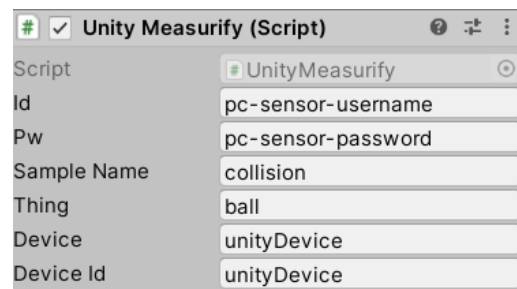 Unity Measurify (Script)
Script UnityMeasurify
Id pc-sensor-username
Pw pc-sensor-password
Sample Name collision
Thing ball
Device unityDevice
Device Id unityDevice